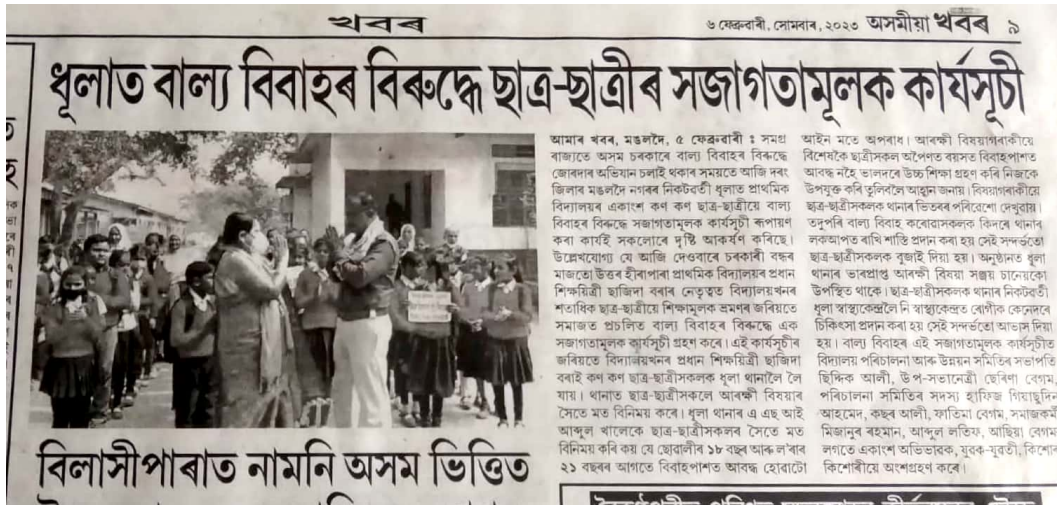 খবৰ
৬ ফেব্ৰুৱাৰী, সোমবাৰ, ২০২৩ অসমীয়া খবৰ ৯
ধূলাত বাল্য বিবাহৰ বিৰুদ্ধে ছাত্ৰ-ছাত্ৰীৰ সজাগতামূলক কাৰ্যসূচী
আমাৰ খবৰ, মঙলদৈ, ৫ ফেব্ৰুৱাৰী : সমগ্ৰ
ৰাজ্যতে অসম চৰকাৰে বাল্য বিবাহৰ বিৰুদ্ধে
জোৰদাৰ অভিযান চলাই থকাৰ সময়তে আজি দৰং
জিলাৰ মঙলদৈ নগৰৰ নিকটৱৰ্তী ধূলাত প্ৰাথমিক
বিদ্যালয়ৰ একাংশ কণ কণ ছাত্ৰ-ছাত্ৰীয়ে বাল্য
বিবাহৰ বিৰুদ্ধে সজাগতামূলক কাৰ্যসূচী ৰূপায়ণ
কৰা কাৰ্যই সকলোৰে দৃষ্টি আকৰ্ষণ কৰিছে।
উল্লেখযোগ্য যে আজি দেওবাৰে চৰকাৰী বন্ধৰ
মাজতো উত্তৰ হীৰাপাৰা প্ৰাথমিক বিদ্যালয়ৰ প্ৰধান
শিক্ষয়িত্ৰী ছাজিদা বৰাৰ নেতৃত্বত বিদ্যালয়খনৰ
শতাধিক ছাত্ৰ-ছাত্ৰীয়ে শিক্ষামূলক ভ্ৰমণৰ জৰিয়তে
সমাজত প্ৰচলিত বাল্য বিবাহৰ বিৰুদ্ধে এক
সজাগতামূলক কাৰ্যসূচী গ্ৰহণ কৰে। এই কাৰ্যসূচীৰ
জৰিয়তে বিদ্যালয়খনৰ প্ৰধান শিক্ষয়িত্ৰী ছাজিদা
বৰাই কণ কণ ছাত্ৰ-ছাত্ৰীসকলক ধূলা থানালৈ লৈ
যায়। থানাত ছাত্ৰ-ছাত্ৰীসকলে আৰক্ষী বিষয়াৰ
সৈতে মত বিনিময় কৰে। ধূলা থানাৰ এ এছ আই
আব্দুল খালেকে ছাত্ৰ-ছাত্ৰীসকলৰ সৈতে মত
বিনিময় কৰি কয় যে ছোৱালীৰ ১৮ বছৰ আৰু ল'ৰাৰ
২১ বছৰৰ আগতে বিবাহপাশত আবদ্ধ হোৱাটো
আইন মতে অপৰাধ। আৰক্ষী বিষয়াগৰাকীয়ে
বিশেষকৈ ছাত্ৰীসকল অপৈণত বয়সত বিবাহপাশত
আবদ্ধ নহৈ ভালদৰে উচ্চ শিক্ষা গ্ৰহণ কৰি নিজকে
উপযুক্ত কৰি তুলিবলৈ আহ্বান জনায়। বিষয়াগৰাকীয়ে
ছাত্ৰ-ছাত্ৰীসকলক থানাৰ ভিতৰৰ পৰিৱেশো দেখুৱায়।
তদুপৰি বাল্য বিবাহ কৰোৱাসকলক কিদৰে থানাৰ
লকআপত ৰাখি শাস্তি প্ৰদান কৰা হয় সেই সন্দৰ্ভতো
ছাত্ৰ-ছাত্ৰীসকলক বুজাই দিয়া হয়। অনুষ্ঠানত ধূলা
থানাৰ ভাৰপ্ৰাপ্ত আৰক্ষী বিষয়া সঞ্জয় চানেয়েকো
উপস্থিত থাকে। ছাত্ৰ-ছাত্ৰীসকলক থানাৰ নিকটৱৰ্তী
ধূলা স্বাস্থ্যকেন্দ্ৰলৈ নি স্বাস্থ্যকেন্দ্ৰত ৰোগীক কেনেদৰে
চিকিৎসা প্ৰদান কৰা হয় সেই সন্দৰ্ভতো আভাস দিয়া
হয়। বাল্য বিবাহৰ এই সজাগতামূলক কাৰ্যসূচীত
বিদ্যালয় পৰিচালনা আৰু উন্নয়ন সমিতিৰ সভাপতি
ছিদ্দিক আলী, উপ-সভানেত্ৰী ছেৰিণা বেগম,
পৰিচালনা সমিতিৰ সদস্য হাফিজ গিয়াছুদ্দিন
আহমেদ, কছৰ আলী, ফাতিমা বেগম, সমাজকৰ্মী
মিজানুৰ ৰহমান, আব্দুল লতিফ, আছিয়া বেগম
লগতে একাংশ অভিভাৱক, যুৱক-যুৱতী, কিশোৰ
কিশোৰীয়ে অংশগ্ৰহণ কৰে।
বিলাসীপাৰাত নামনি অসম ভিত্তিত